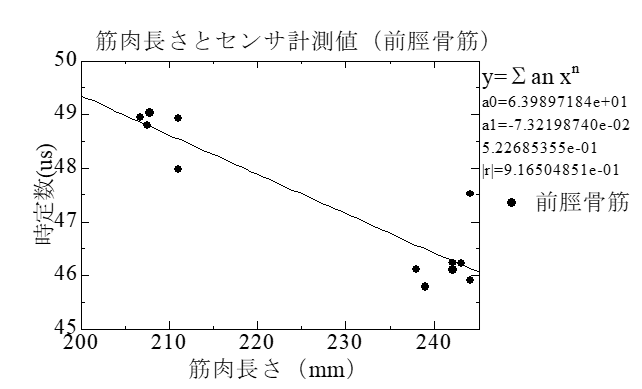 筋肉長さとセンサ計測値（前脛骨筋）
y=Σan xⁿ
a0=6.39897184e+01
a1=-7.32198740e-02
5.22685355e-01
|r|=9.16504851e-01
前脛骨筋
時定数(us)
50
49
48
47
46
45
200 210 220 230 240
筋肉長さ（mm）